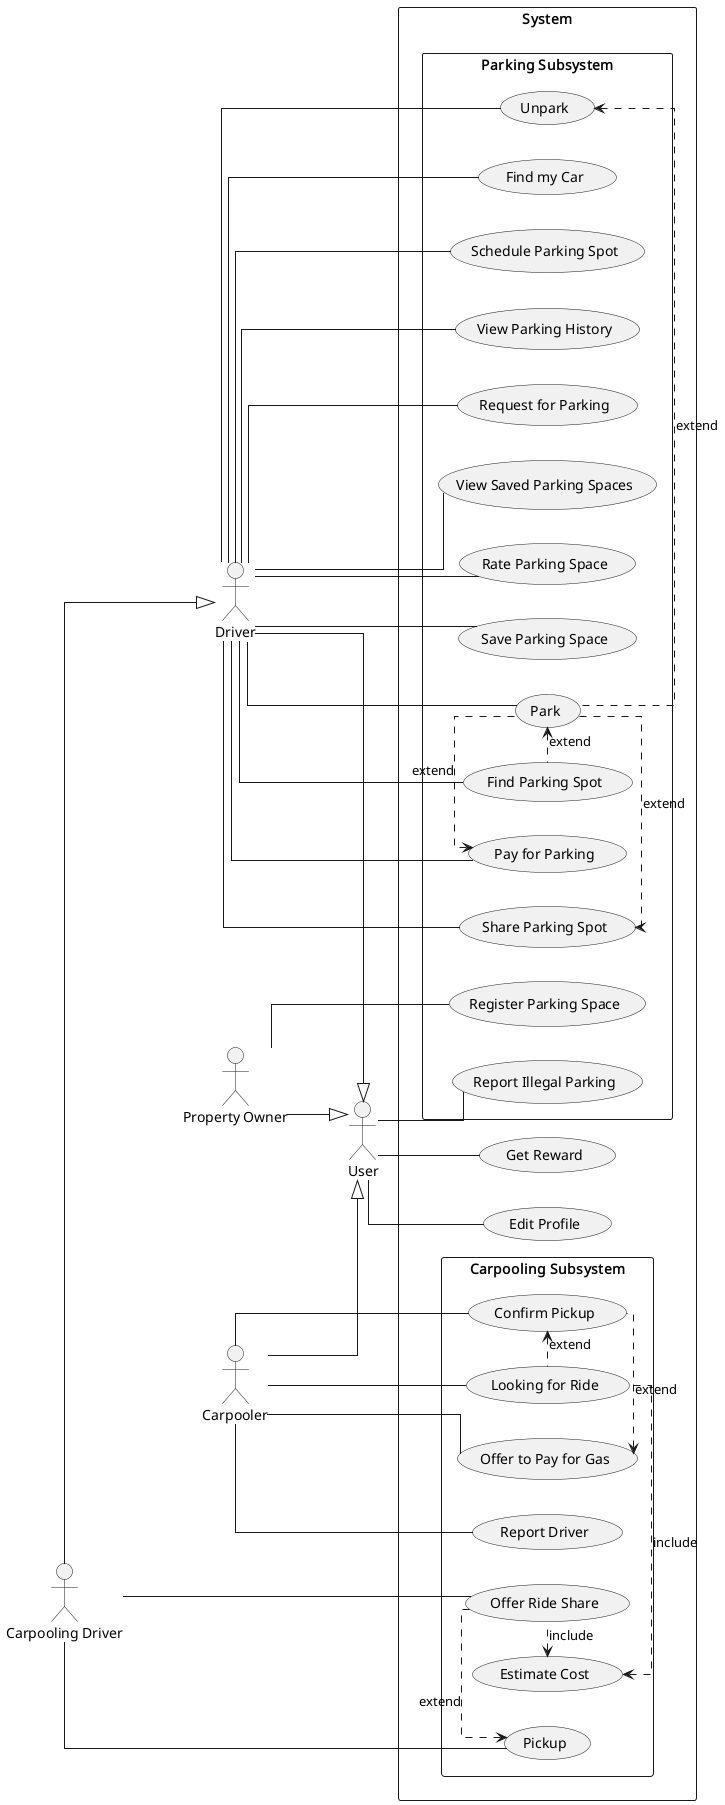 System
Parking Subsystem
Unpark
Find my Car
Schedule Parking Spot
View Parking History
Request for Parking
extend
View Saved Parking Spaces
Rate Parking Space
Driver
Save Parking Space
Park
extend
extend
Find Parking Spot
extend
Pay for Parking
Share Parking Spot
Register Parking Space
Report Illegal Parking
Property Owner
User
Get Reward
Edit Profile
Carpooling Subsystem
Confirm Pickup
extend
Looking for Ride
extend
Carpooler
Offer to Pay for Gas
Report Driver
include
Offer Ride Share
Carpooling Driver
include
Estimate Cost
extend
Pickup